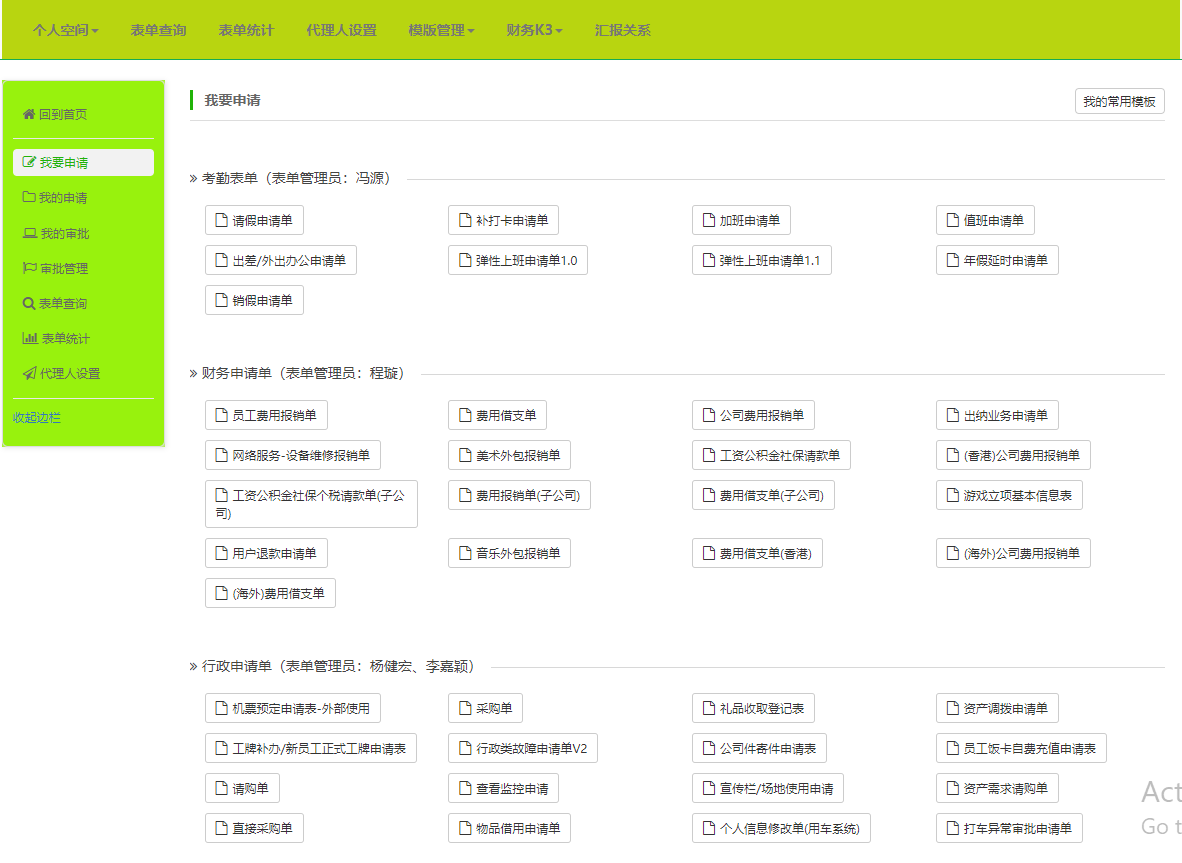 个人空间 表单查询 表单统计 代理人设置 模版管理 财务K3 汇报关系
回到首页
我要申请
我的申请
我的审批
审批管理
表单查询
表单统计
代理人设置
收起边栏
我要申请 我的常用模板
» 考勤表单（表单管理员：冯源）
请假申请单 补打卡申请单 加班申请单 值班申请单
出差/外出办公申请单 弹性上班申请单1.0 弹性上班申请单1.1 年假延时申请单
销假申请单
» 财务申请单（表单管理员：程璇）
员工费用报销单 费用借支单 公司费用报销单 出纳业务申请单
网络服务-设备维修报销单 美术外包报销单 工资公积金社保请款单 (香港)公司费用报销单
工资公积金社保个税请款单(子公
司) 费用报销单(子公司) 费用借支单(子公司) 游戏立项基本信息表
用户退款申请单 音乐外包报销单 费用借支单(香港) (海外)公司费用报销单
(海外)费用借支单
» 行政申请单（表单管理员：杨健宏、李嘉颖）
机票预定申请表-外部使用 采购单 礼品收取登记表 资产调拨申请单
工牌补办/新员工正式工牌申请表 行政类故障申请单V2 公司件寄件申请表 员工饭卡自费充值申请表
请购单 查看监控申请 宣传栏/场地使用申请 资产需求请购单
直接采购单 物品借用申请单 个人信息修改单(用车系统) 打车异常审批申请单
Act
Go t